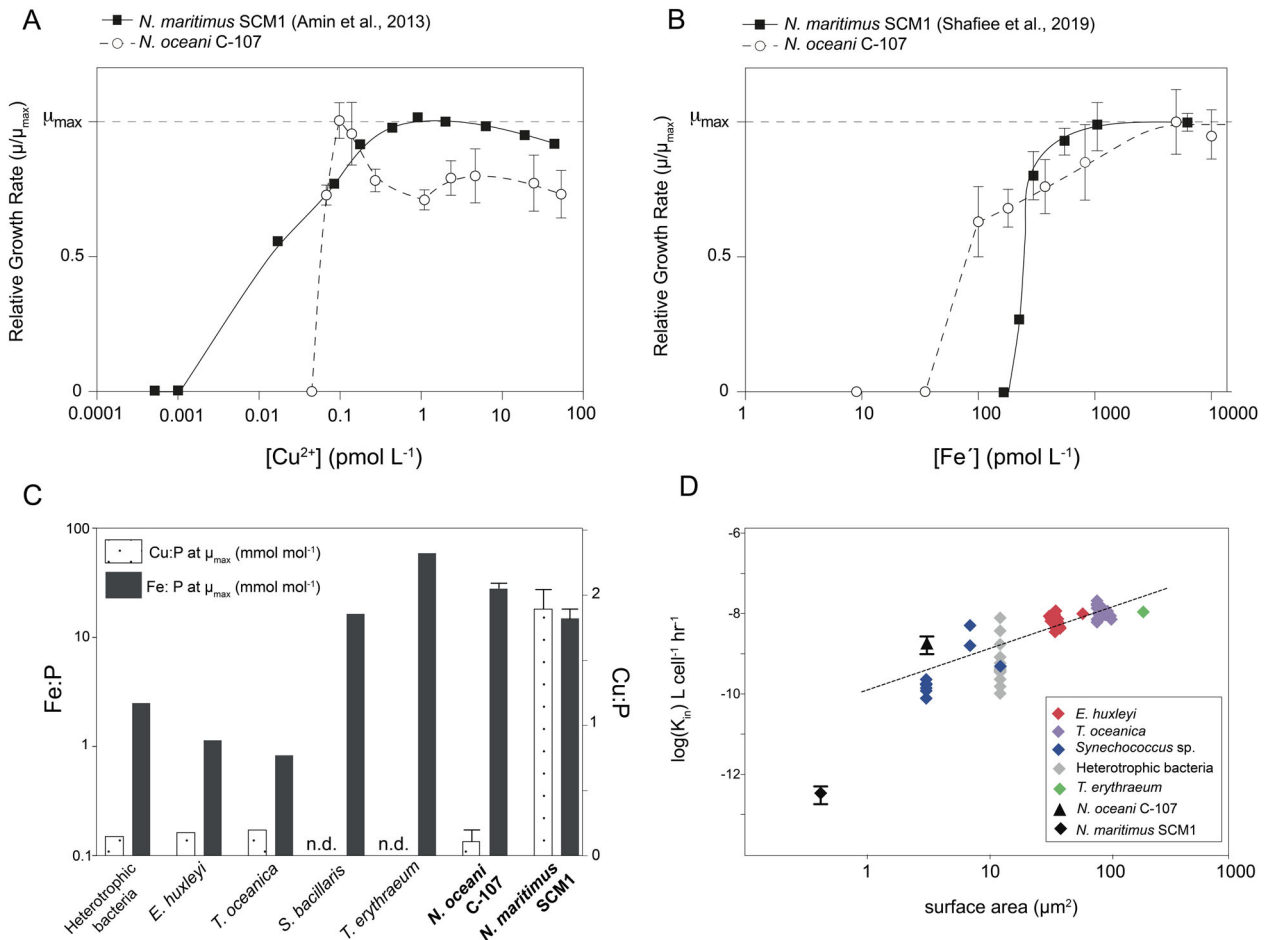 A
N. maritimus SCM1 (Amin et al., 2013)
N. oceani C-107
Relative Growth Rate (µ/µmax)
µmax
0.5
0
0.0001
0.001
0.01
0.1
1
10
100
[Cu²⁺] (pmol L⁻¹)
B
N. maritimus SCM1 (Shafiee et al., 2019)
N. oceani C-107
Relative Growth Rate (µ/µmax)
µmax
0.5
0
1
10
100
1000
10000
[Fe´] (pmol L⁻¹)
C
Cu:P at µmax (mmol mol⁻¹)
Fe: P at µmax (mmol mol⁻¹)
Fe:P
100
10
1
0.1
n.d.
n.d.
2
1
0
Cu:P
Heterotrophic
bacteria
E. huxleyi
T. oceanica
S. bacillaris
T. erythraeum
N. oceani
C-107
N. maritimus
SCM1
D
log(Kin) L cell⁻¹ hr⁻¹
-6
-8
-10
-12
1
10
100
1000
surface area (µm²)
E. huxleyi
T. oceanica
Synechococcus sp.
Heterotrophic bacteria
T. erythraeum
N. oceani C-107
N. maritimus SCM1